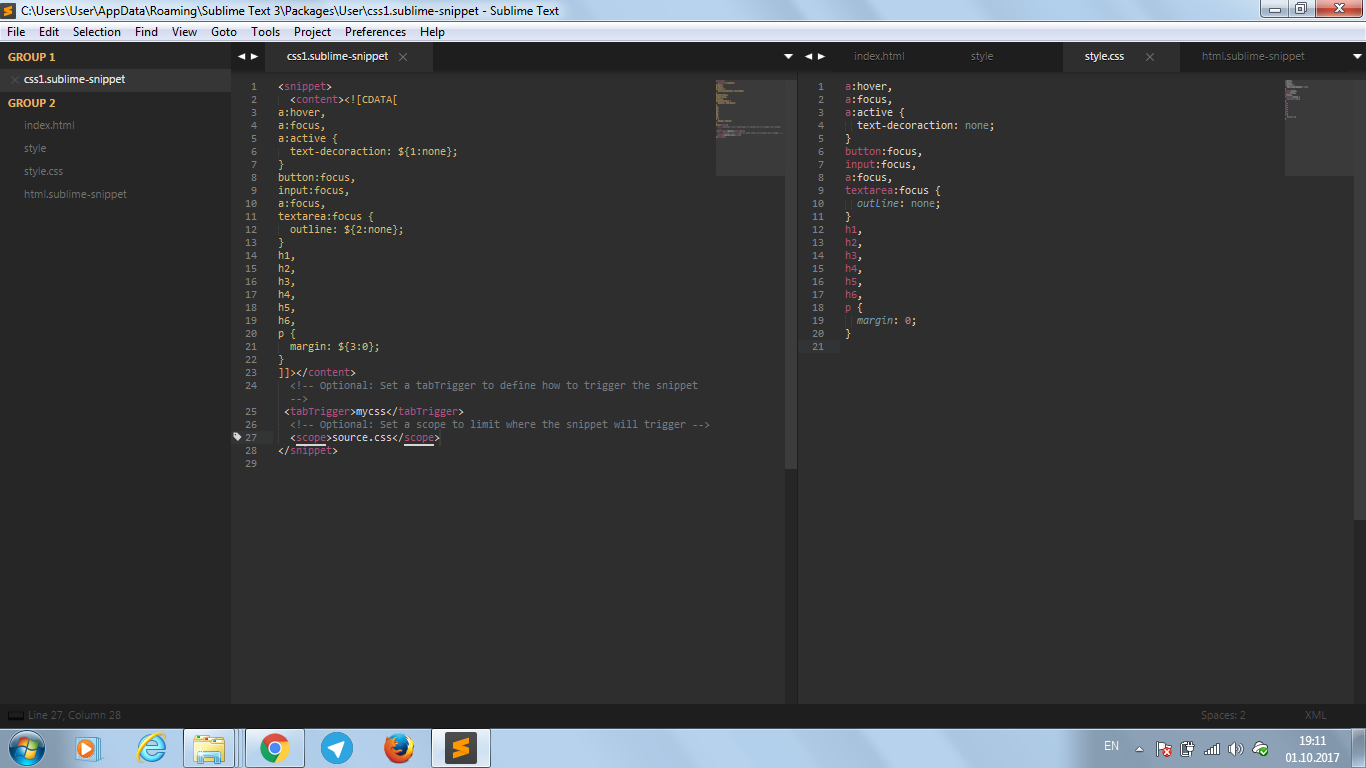 C:\Users\User\AppData\Roaming\Sublime Text 3\Packages\User\css1.sublime-snippet - Sublime Text
File Edit Selection Find View Goto Tools Project Preferences Help
GROUP 1
css1.sublime-snippet
GROUP 2
index.html
style
style.css
html.sublime-snippet
css1.sublime-snippet
1 <snippet>
2 <content><![CDATA[
3 a:hover,
4 a:focus,
5 a:active {
6 text-decoraction: ${1:none};
7 }
8 button:focus,
9 input:focus,
10 a:focus,
11 textarea:focus {
12 outline: ${2:none};
13 }
14 h1,
15 h2,
16 h3,
17 h4,
18 h5,
19 h6,
20 p {
21 margin: ${3:0};
22 }
23 ]]></content>
24 <!-- Optional: Set a tabTrigger to define how to trigger the snippet
-->
25 <tabTrigger>mycss</tabTrigger>
26 <!-- Optional: Set a scope to limit where the snippet will trigger -->
27 <scope>source.css</scope>
28 </snippet>
29
index.html style style.css html.sublime-snippet
1 a:hover,
2 a:focus,
3 a:active {
4 text-decoraction: none;
5 }
6 button:focus,
7 input:focus,
8 a:focus,
9 textarea:focus {
10 outline: none;
11 }
12 h1,
13 h2,
14 h3,
15 h4,
16 h5,
17 h6,
18 p {
19 margin: 0;
20 }
21
Line 27, Column 28
Spaces: 2 XML
EN
19:11
01.10.2017